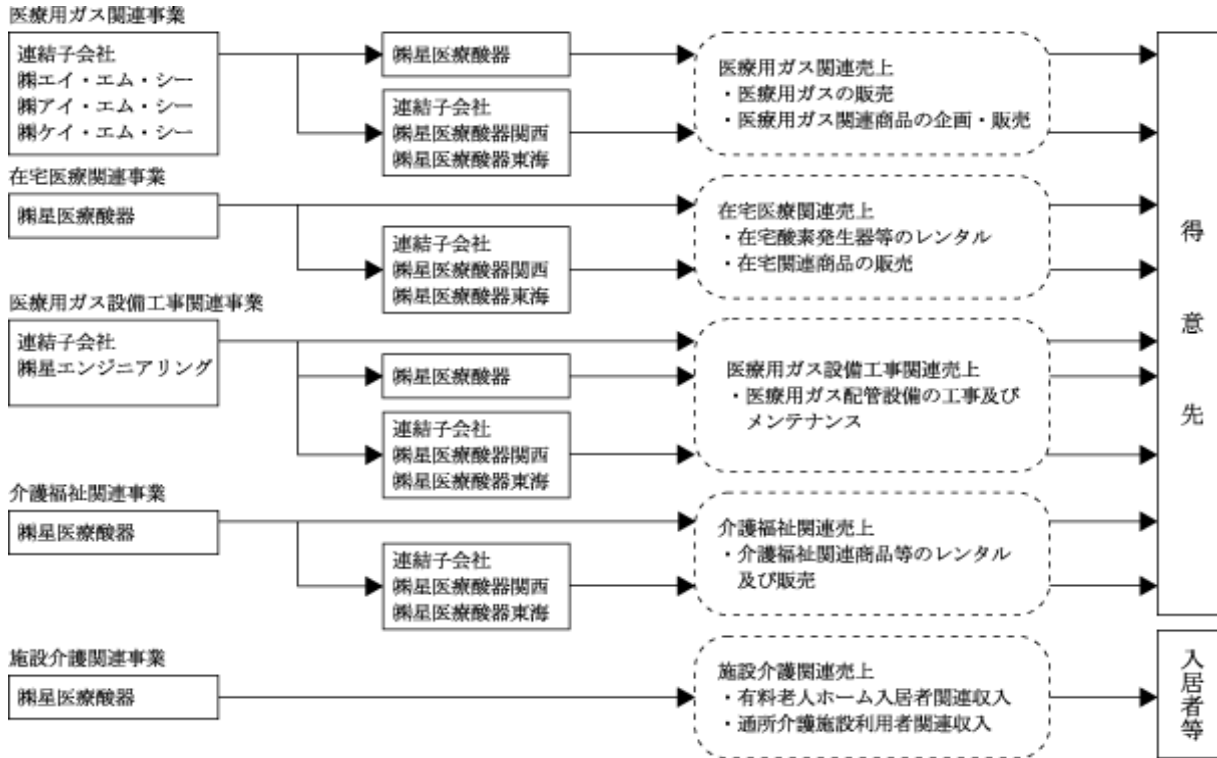 医療用ガス関連事業
連結子会社
㈱エイ・エム・シー
㈱アイ・エム・シー
㈱ケイ・エム・シー
㈱星医療酸器
連結子会社
㈱星医療酸器関西
㈱星医療酸器東海
医療用ガス関連売上
・医療用ガスの販売
・医療用ガス関連商品の企画・販売
在宅医療関連事業
㈱星医療酸器
連結子会社
㈱星医療酸器関西
㈱星医療酸器東海
在宅医療関連売上
・在宅酸素発生器等のレンタル
・在宅関連商品の販売
医療用ガス設備工事関連事業
連結子会社
㈱星エンジニアリング
㈱星医療酸器
連結子会社
㈱星医療酸器関西
㈱星医療酸器東海
医療用ガス設備工事関連売上
・医療用ガス配管設備の工事及び
メンテナンス
介護福祉関連事業
㈱星医療酸器
連結子会社
㈱星医療酸器関西
㈱星医療酸器東海
介護福祉関連売上
・介護福祉関連商品等のレンタル
及び販売
得意先
施設介護関連事業
㈱星医療酸器
施設介護関連売上
・有料老人ホーム入居者関連収入
・通所介護施設利用者関連収入
入居者等